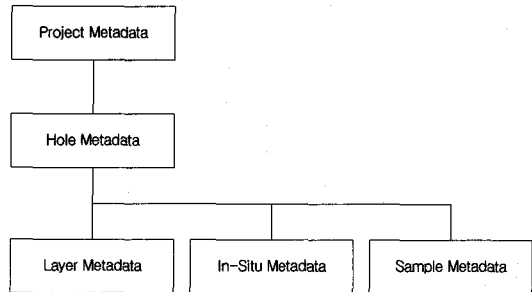 Project Metadata
Hole Metadata
Layer Metadata
In-Situ Metadata
Sample Metadata